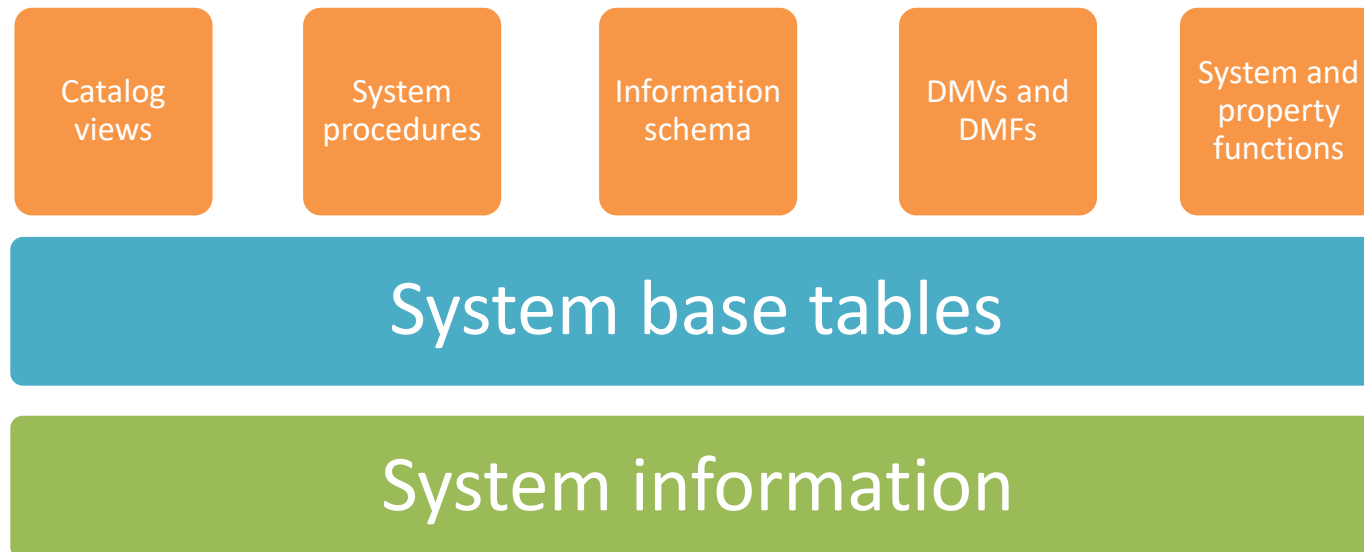 Catalog
views
System
procedures
Information
schema
DMVs and
DMFs
System and
property
functions
System base tables
System information